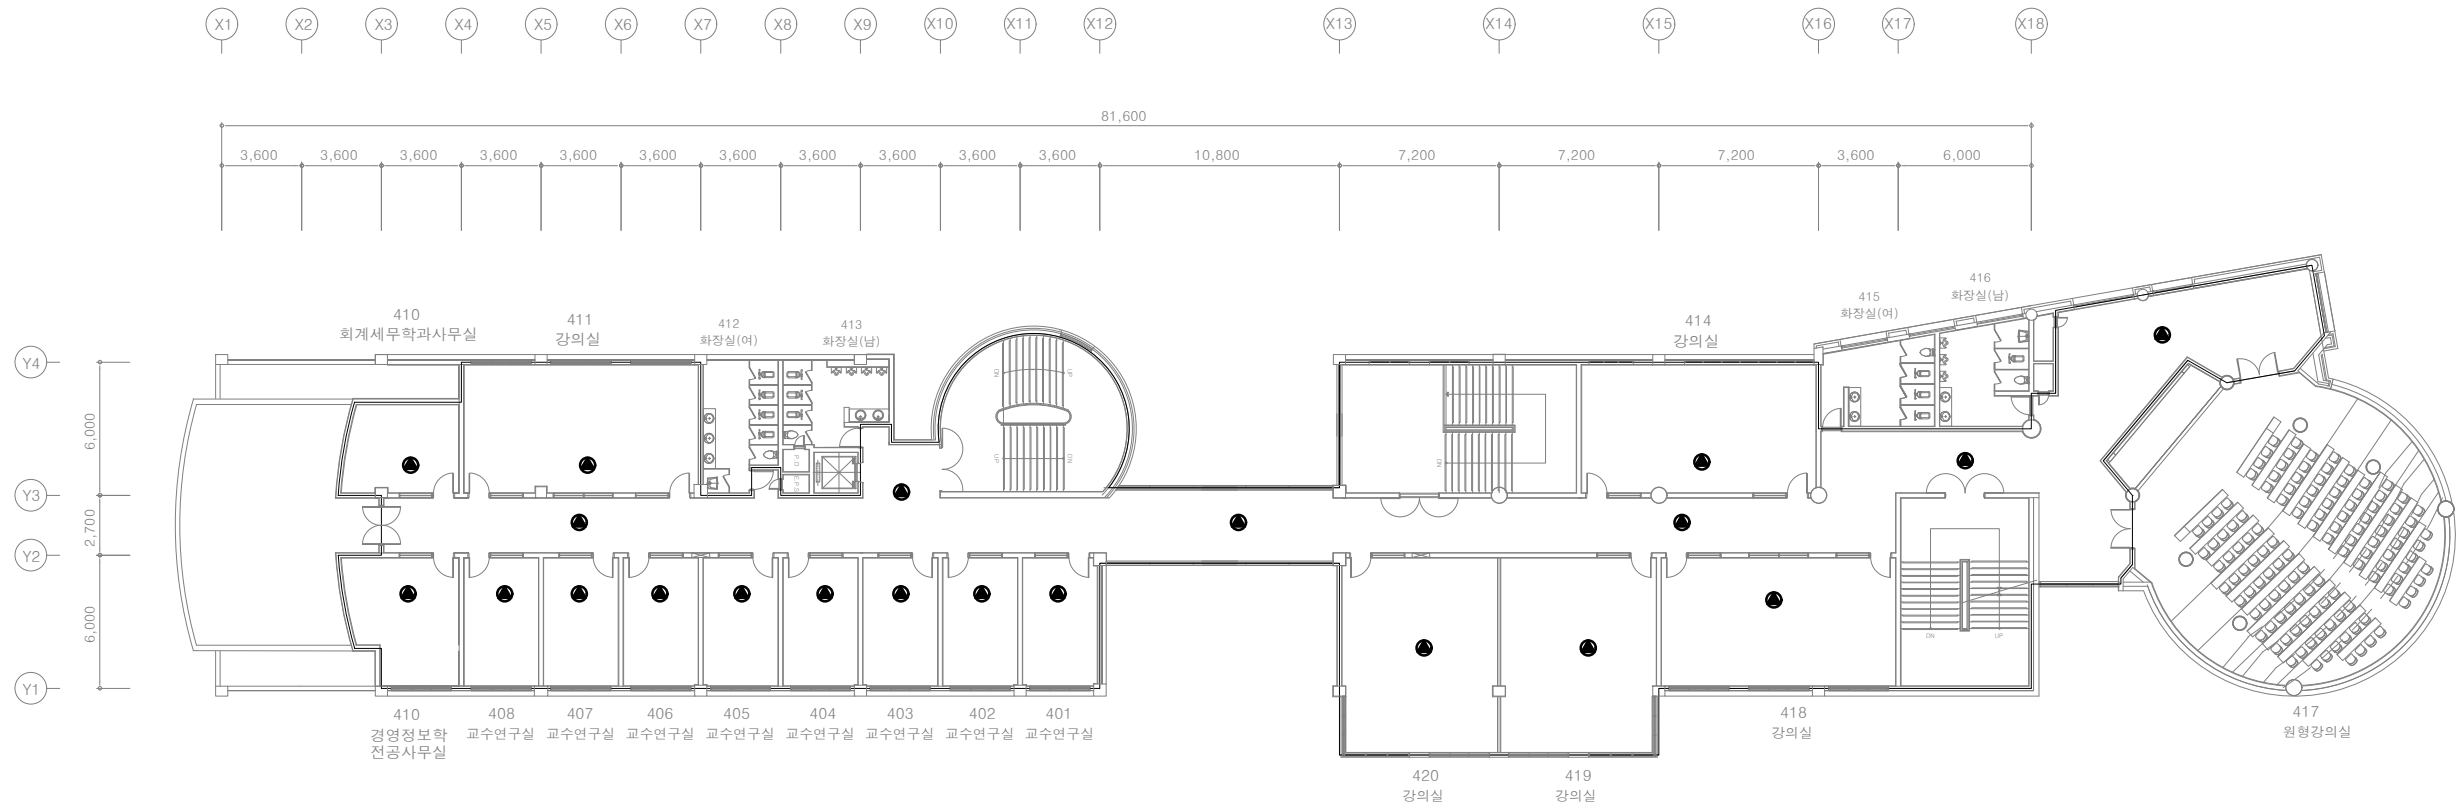 X1 X2 X3 X4 X5 X6 X7 X8 X9 X10 X11 X12 X13 X14 X15 X16 X17 X18
81,600
3,600 3,600 3,600 3,600 3,600 3,600 3,600 3,600 3,600 3,600 3,600 10,800 7,200 7,200 7,200 3,600 6,000
416
화장실(남)
415
화장실(여)
410
회계세무학과사무실
411
강의실
412
화장실(여)
413
화장실(남)
414
강의실
Y4
6,000
Y3
2,700
Y2
6,000
Y1
DN
UP
UP
DN
P.D
E.P.S
DN
DN
UP
410
경영정보학
전공사무실
408
교수연구실
407
교수연구실
406
교수연구실
405
교수연구실
404
교수연구실
403
교수연구실
402
교수연구실
401
교수연구실
418
강의실
417
원형강의실
420
강의실
419
강의실